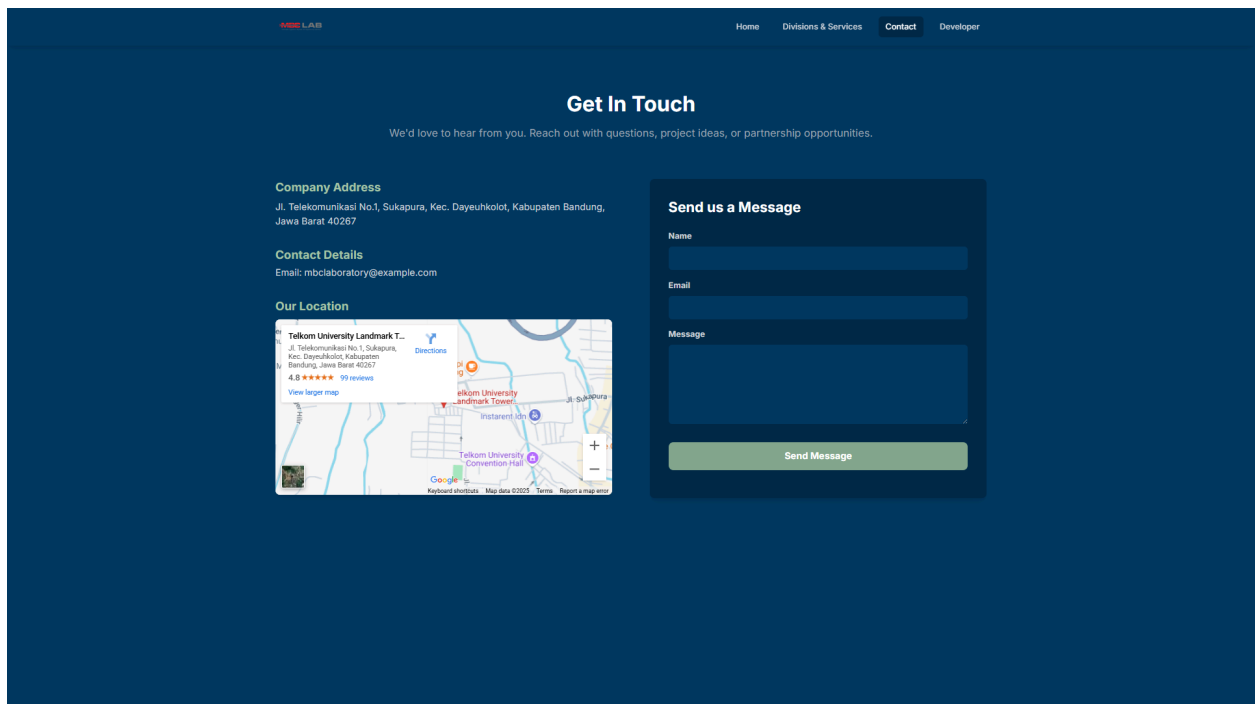 MBC LAB
Home Divisions & Services Contact Developer
Get In Touch
We'd love to hear from you. Reach out with questions, project ideas, or partnership opportunities.
Company Address
Jl. Telekomunikasi No.1, Sukapura, Kec. Dayeuhkolot, Kabupaten Bandung,
Jawa Barat 40267
Contact Details
Email: mbclaboratory@example.com
Our Location
Telkom University Landmark T...
Jl. Telekomunikasi No.1, Sukapura,
Kec. Dayeuhkolot, Kabupaten
Bandung, Jawa Barat 40267
4.8 ★★★★★ 99 reviews
View larger map
Directions
elkom University
andmark Tower
Jl. Sukapura
Instarent Idn
Telkom University
Convention Hall
Google
Keyboard shortcuts Map data ©2025 Terms Report a map error
Send us a Message
Name
Email
Message
Send Message